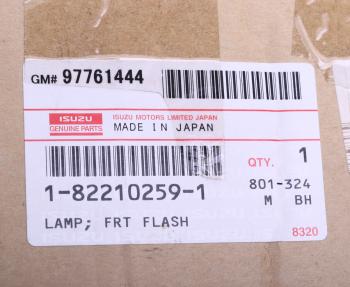 GM# 97761444
ISUZU
GENUINE PARTS
ISUZU MOTORS LIMITED JAPAN
MADE IN JAPAN
QTY. 1
1-82210259-1
801-324
M BH
LAMP; FRT FLASH
8320